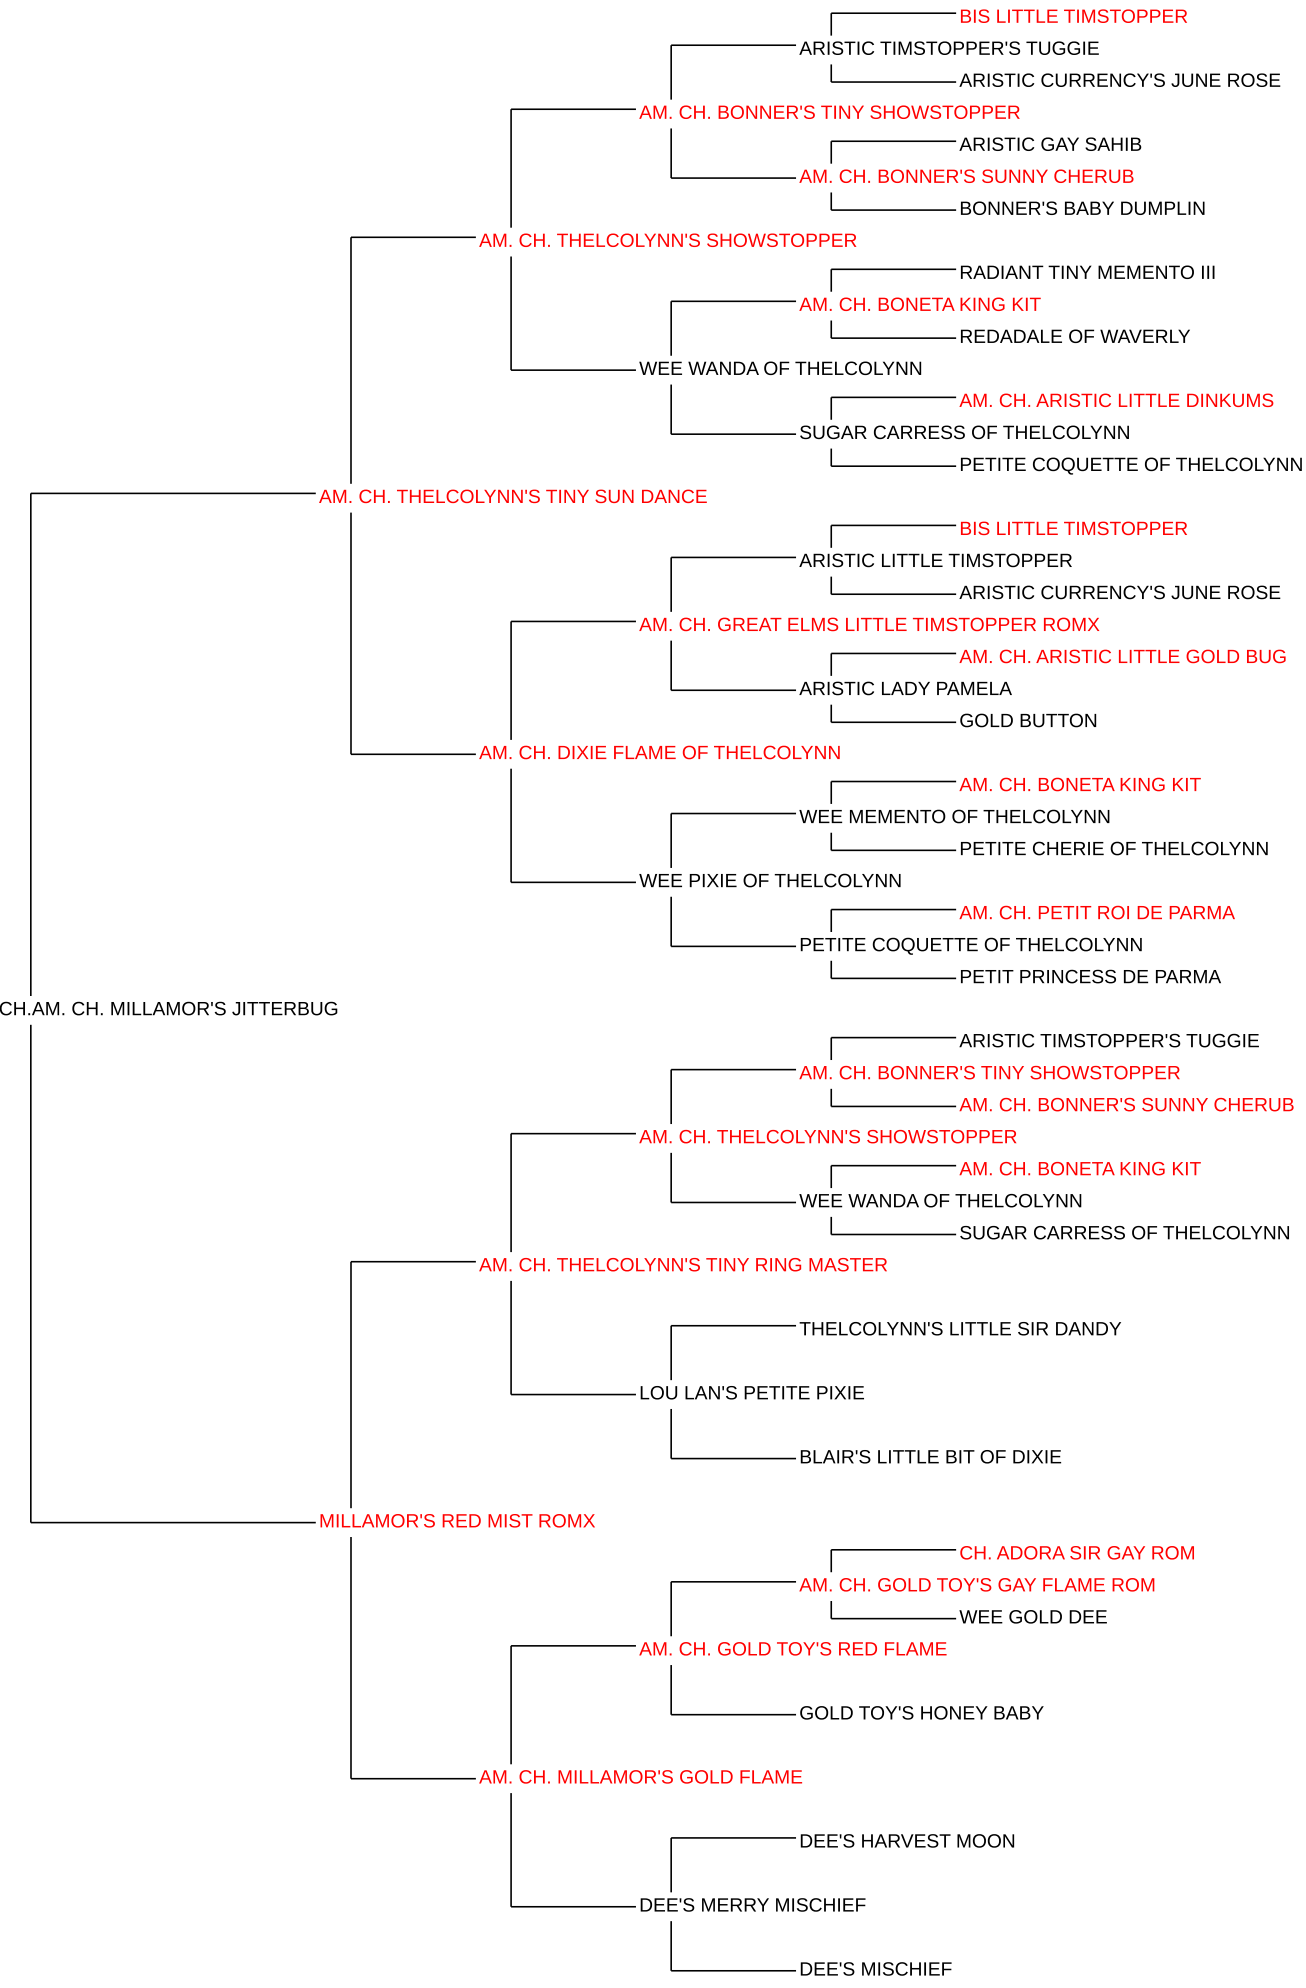 BIS LITTLE TIMSTOPPER
ARISTIC TIMSTOPPER'S TUGGIE
ARISTIC CURRENCY'S JUNE ROSE
AM. CH. BONNER'S TINY SHOWSTOPPER
ARISTIC GAY SAHIB
AM. CH. BONNER'S SUNNY CHERUB
BONNER'S BABY DUMPLIN
AM. CH. THELCOLYNN'S SHOWSTOPPER
RADIANT TINY MEMENTO III
AM. CH. BONETA KING KIT
REDADALE OF WAVERLY
WEE WANDA OF THELCOLYNN
AM. CH. ARISTIC LITTLE DINKUMS
SUGAR CARRESS OF THELCOLYNN
PETITE COQUETTE OF THELCOLYNN
AM. CH. THELCOLYNN'S TINY SUN DANCE
BIS LITTLE TIMSTOPPER
ARISTIC LITTLE TIMSTOPPER
ARISTIC CURRENCY'S JUNE ROSE
AM. CH. GREAT ELMS LITTLE TIMSTOPPER ROMX
AM. CH. ARISTIC LITTLE GOLD BUG
ARISTIC LADY PAMELA
GOLD BUTTON
AM. CH. DIXIE FLAME OF THELCOLYNN
AM. CH. BONETA KING KIT
WEE MEMENTO OF THELCOLYNN
PETITE CHERIE OF THELCOLYNN
WEE PIXIE OF THELCOLYNN
AM. CH. PETIT ROI DE PARMA
PETITE COQUETTE OF THELCOLYNN
PETIT PRINCESS DE PARMA
CH.AM. CH. MILLAMOR'S JITTERBUG
ARISTIC TIMSTOPPER'S TUGGIE
AM. CH. BONNER'S TINY SHOWSTOPPER
AM. CH. BONNER'S SUNNY CHERUB
AM. CH. THELCOLYNN'S SHOWSTOPPER
AM. CH. BONETA KING KIT
WEE WANDA OF THELCOLYNN
SUGAR CARRESS OF THELCOLYNN
AM. CH. THELCOLYNN'S TINY RING MASTER
THELCOLYNN'S LITTLE SIR DANDY
LOU LAN'S PETITE PIXIE
BLAIR'S LITTLE BIT OF DIXIE
MILLAMOR'S RED MIST ROMX
CH. ADORA SIR GAY ROM
AM. CH. GOLD TOY'S GAY FLAME ROM
WEE GOLD DEE
AM. CH. GOLD TOY'S RED FLAME
GOLD TOY'S HONEY BABY
AM. CH. MILLAMOR'S GOLD FLAME
DEE'S HARVEST MOON
DEE'S MERRY MISCHIEF
DEE'S MISCHIEF